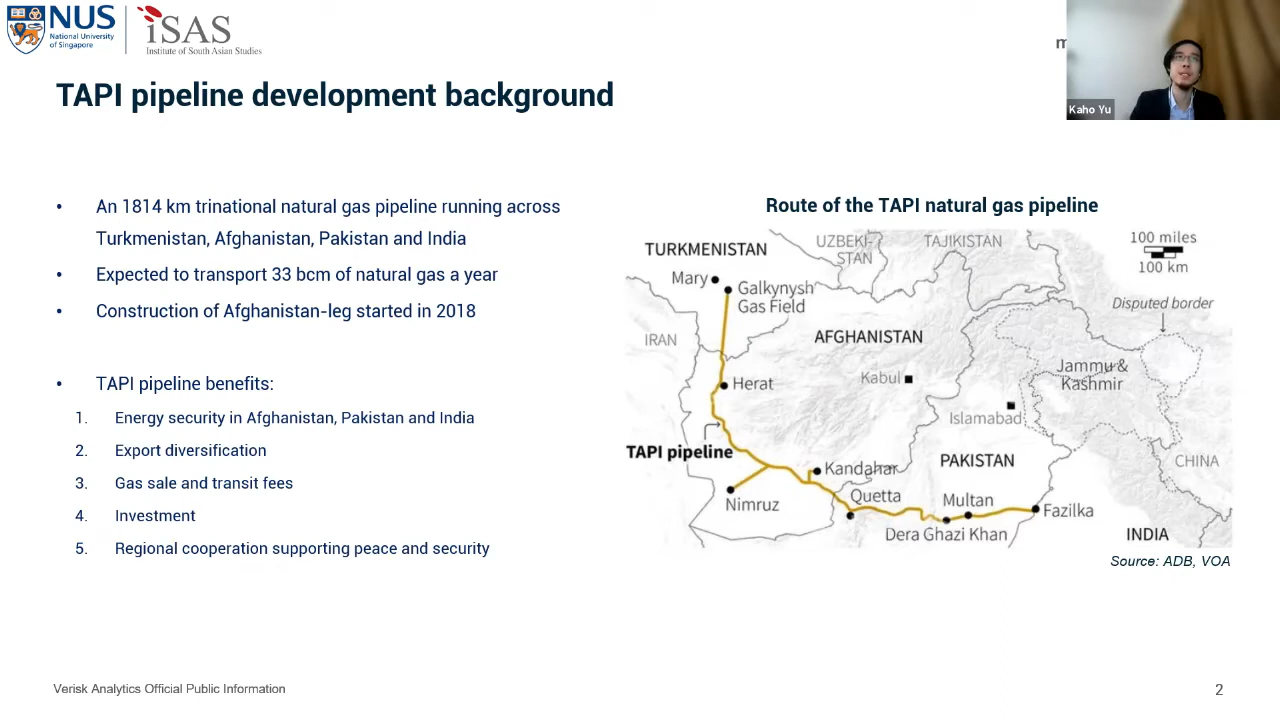 NUS
National University
of Singapore
iSAS
Institute of South Asian Studies
Kaho Yu
TAPI pipeline development background
• An 1814 km trinational natural gas pipeline running across
Turkmenistan, Afghanistan, Pakistan and India
• Expected to transport 33 bcm of natural gas a year
• Construction of Afghanistan-leg started in 2018
• TAPI pipeline benefits:
1. Energy security in Afghanistan, Pakistan and India
2. Export diversification
3. Gas sale and transit fees
4. Investment
5. Regional cooperation supporting peace and security
Route of the TAPI natural gas pipeline
TURKMENISTAN
UZBEKI-
STAN
TAJIKISTAN
100 miles
100 km
Mary
Galkynysh
Gas Field
Disputed border
IRAN
AFGHANISTAN
Jammu &
Kashmir
Kabul
Herat
Islamabad
TAPI pipeline
PAKISTAN
CHINA
Kandahar
Nimruz
Quetta
Multan
Fazilka
Dera Ghazi Khan
INDIA
Source: ADB, VOA
Verisk Analytics Official Public Information
2